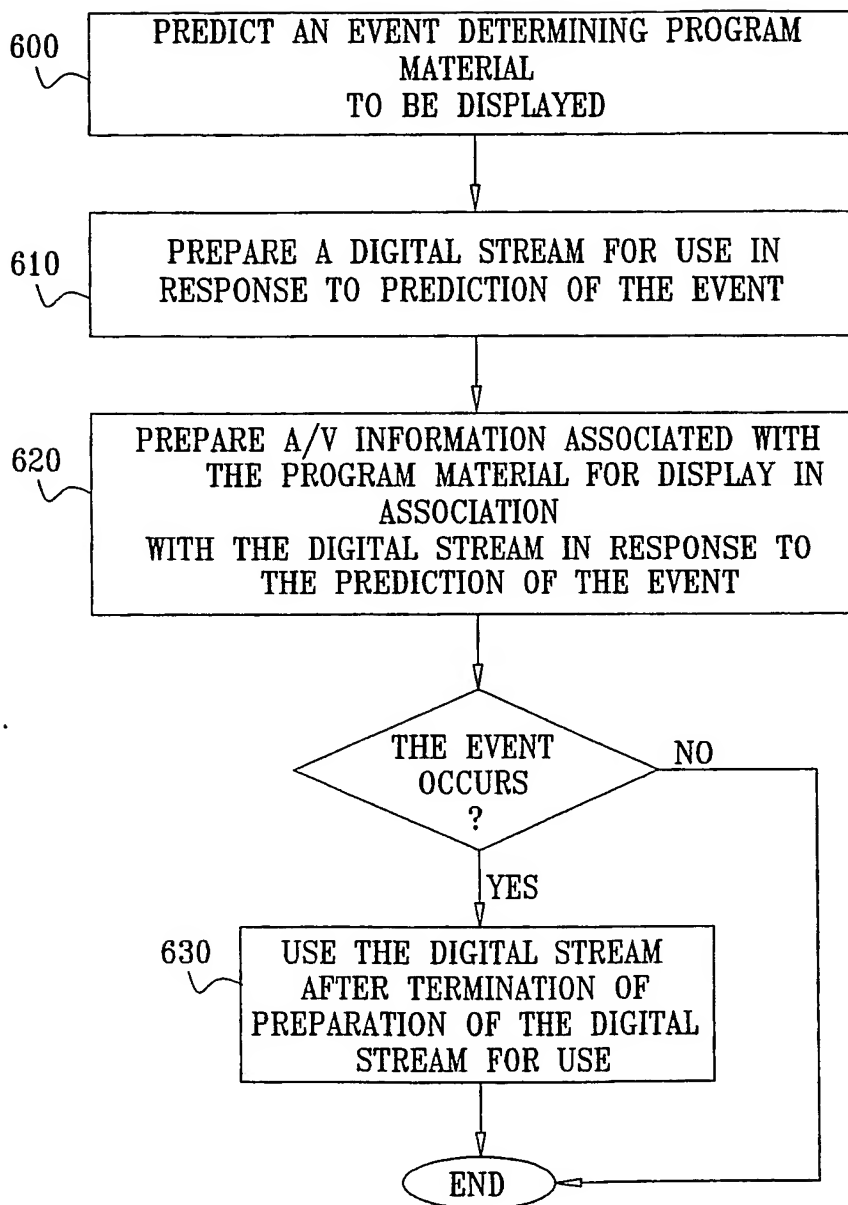 600
PREDICT AN EVENT DETERMINING PROGRAM
MATERIAL
TO BE DISPLAYED
610
PREPARE A DIGITAL STREAM FOR USE IN
RESPONSE TO PREDICTION OF THE EVENT
620
PREPARE A/V INFORMATION ASSOCIATED WITH
THE PROGRAM MATERIAL FOR DISPLAY IN
ASSOCIATION
WITH THE DIGITAL STREAM IN RESPONSE TO
THE PREDICTION OF THE EVENT
THE EVENT
OCCURS
?
NO
YES
630
USE THE DIGITAL STREAM
AFTER TERMINATION OF
PREPARATION OF THE DIGITAL
STREAM FOR USE
END